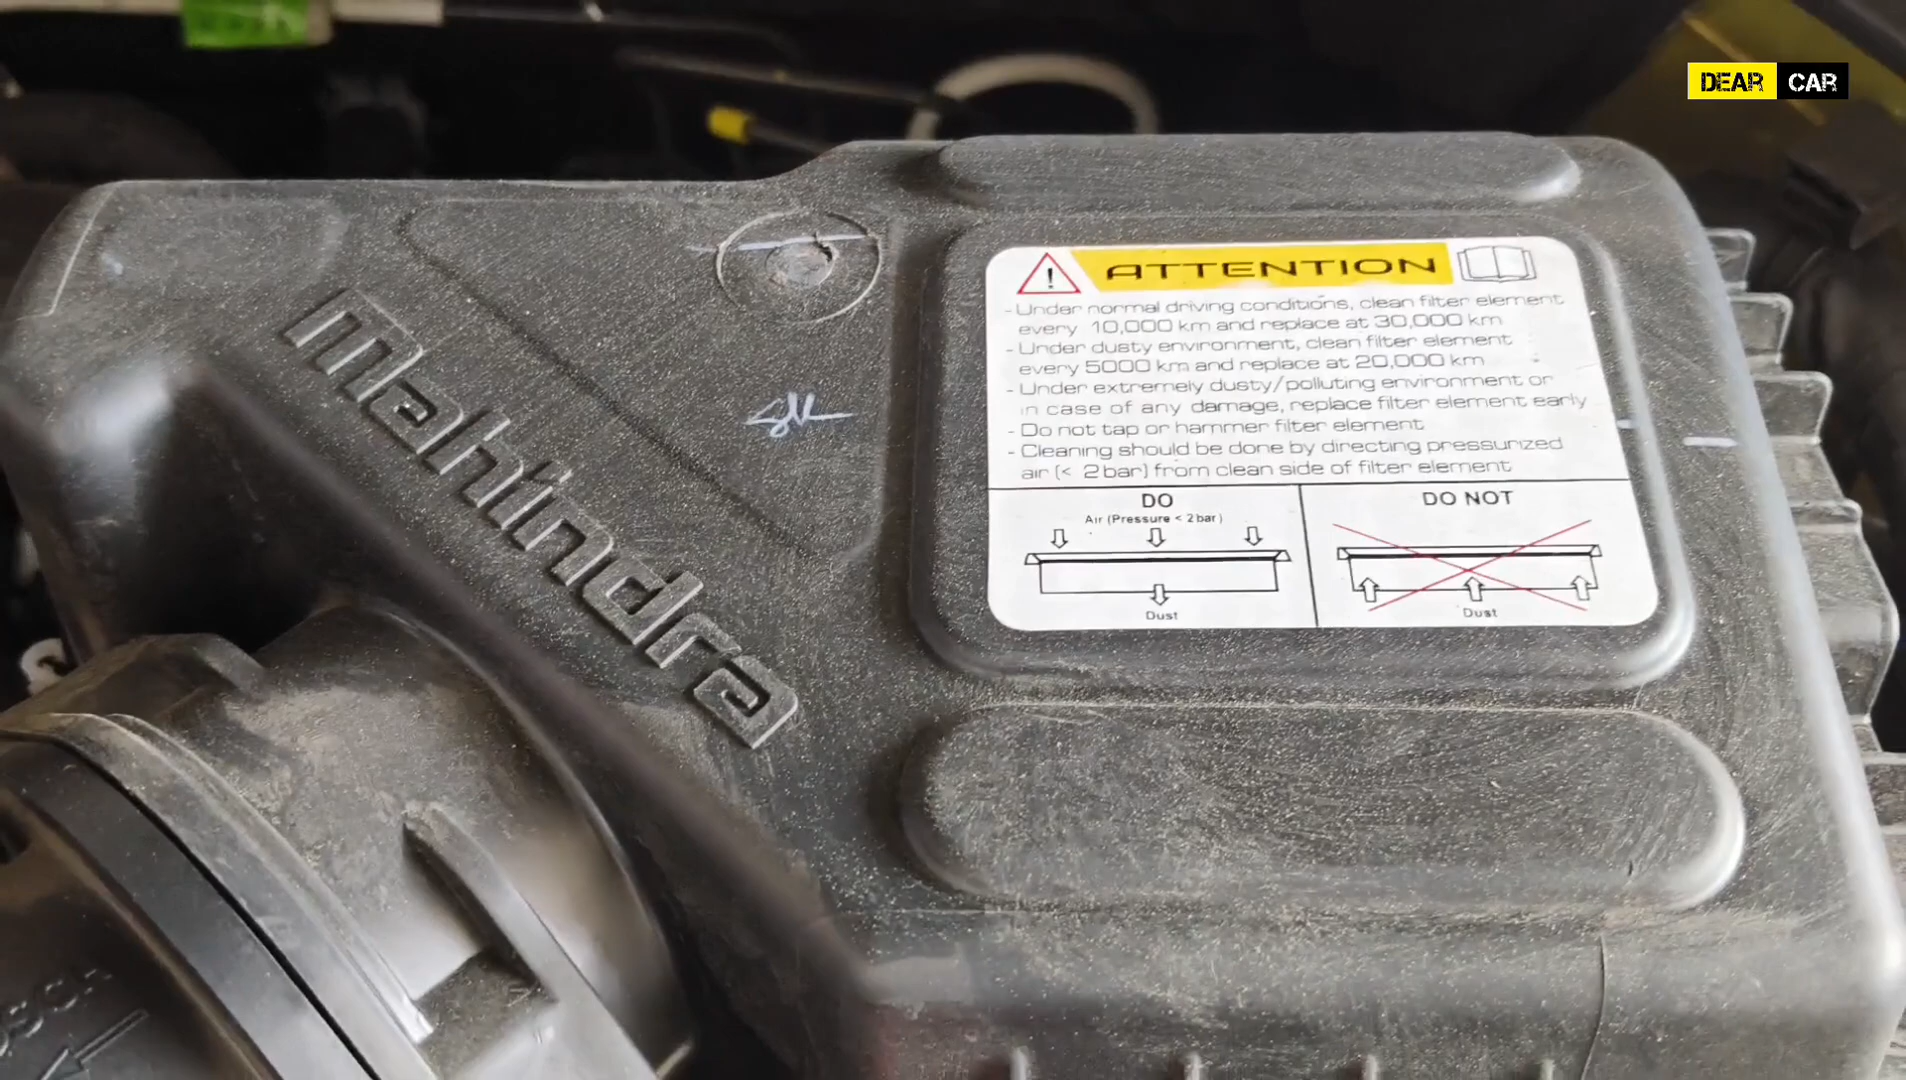 DEAR CAR
ATTENTION
- Under normal driving conditions, clean filter element
every 10,000 km and replace at 30,000 km
- Under dusty environment, clean filter element
every 5000 km and replace at 20,000 km
- Under extremely dusty/polluting environment or
in case of any damage, replace filter element early
- Do not tap or hammer filter element
- Cleaning should be done by directing pressurized
air (< 2 bar) from clean side of filter element
DO
Air (Pressure < 2 bar)
Dust
DO NOT
Dust
mahindra